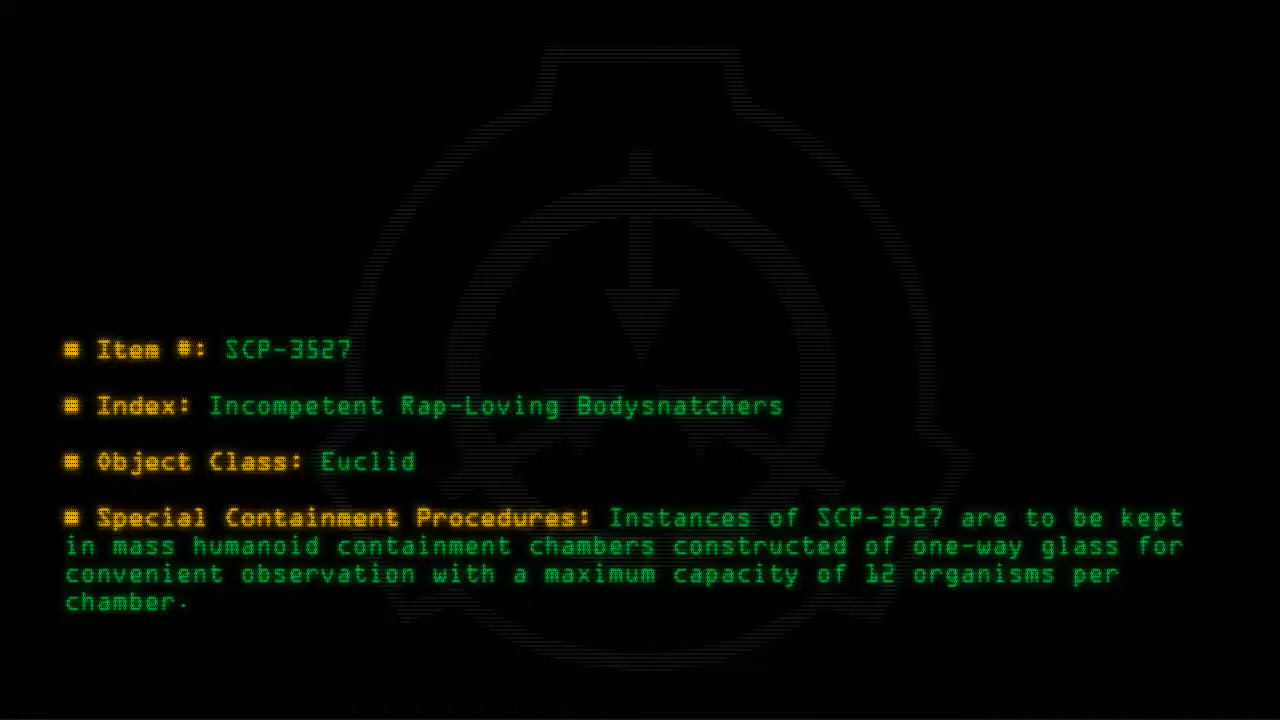 ■ Item #: SCP-3527
■ Index: Incompetent Rap-Loving Bodysnatchers
■ Object Class: Euclid
■ Special Containment Procedures: Instances of SCP-3527 are to be kept
in mass humanoid containment chambers constructed of one-way glass for
convenient observation with a maximum capacity of 12 organisms per
chamber.